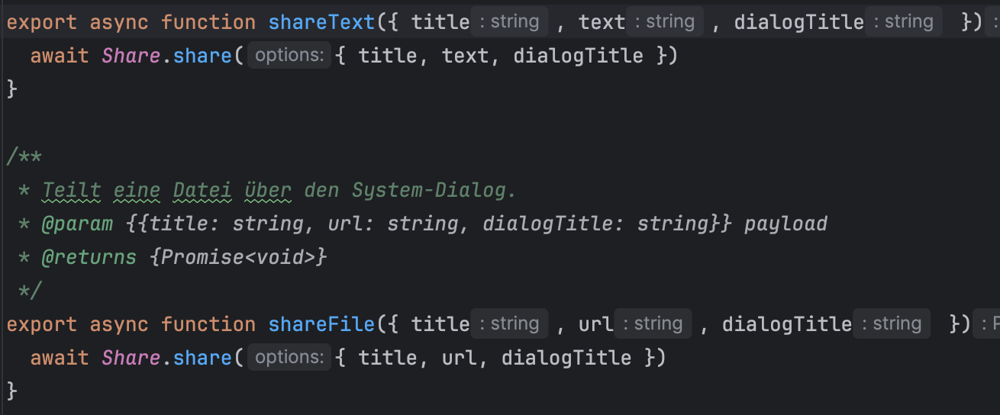 export async function shareText({ title : string , text : string , dialogTitle : string }) :
await Share.share( options: { title, text, dialogTitle })
}
/**
* Teilt eine Datei über den System-Dialog.
* @param {{title: string, url: string, dialogTitle: string}} payload
* @returns {Promise<void>}
*/
export async function shareFile({ title : string , url : string , dialogTitle : string }) : P
await Share.share( options: { title, url, dialogTitle })
}